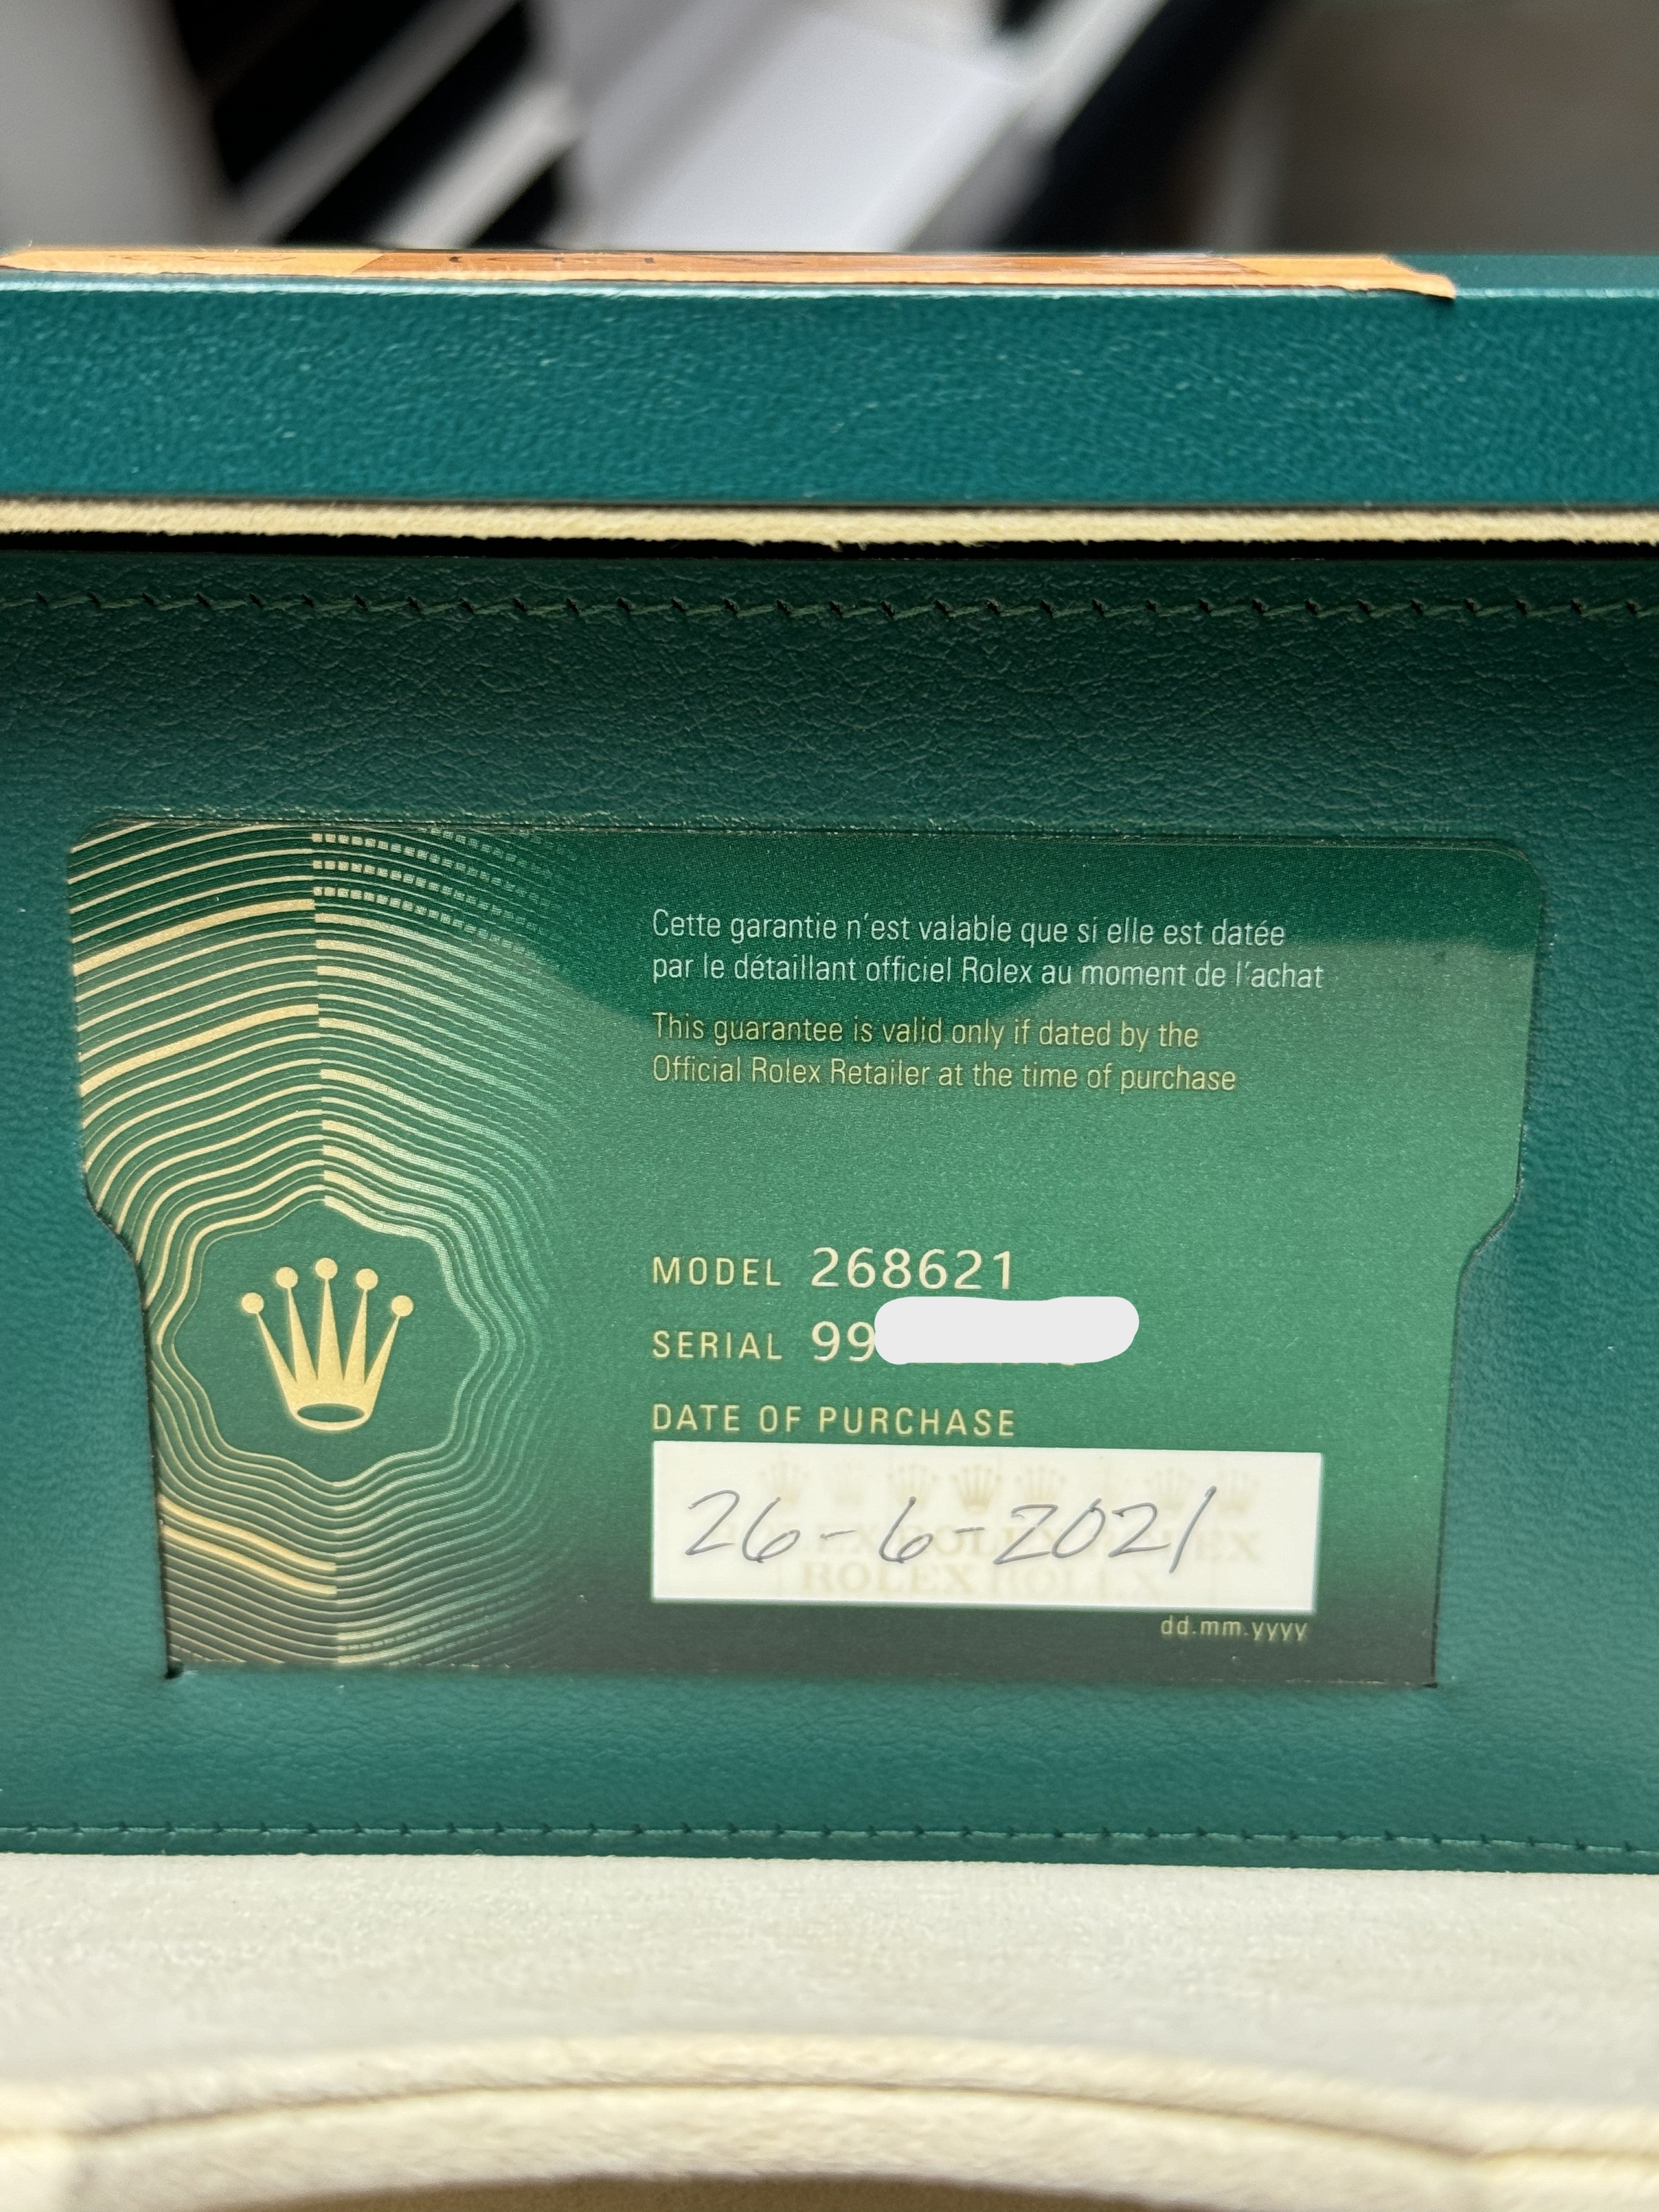 Cette garantie n'est valable que si elle est datée
par le détaillant officiel Rolex au moment de l'achat
This guarantee is valid only if dated by the
Official Rolex Retailer at the time of purchase
MODEL 268621
SERIAL 99
DATE OF PURCHASE
26-6-2021
ROLEX ROLEX
dd.mm.yyyy